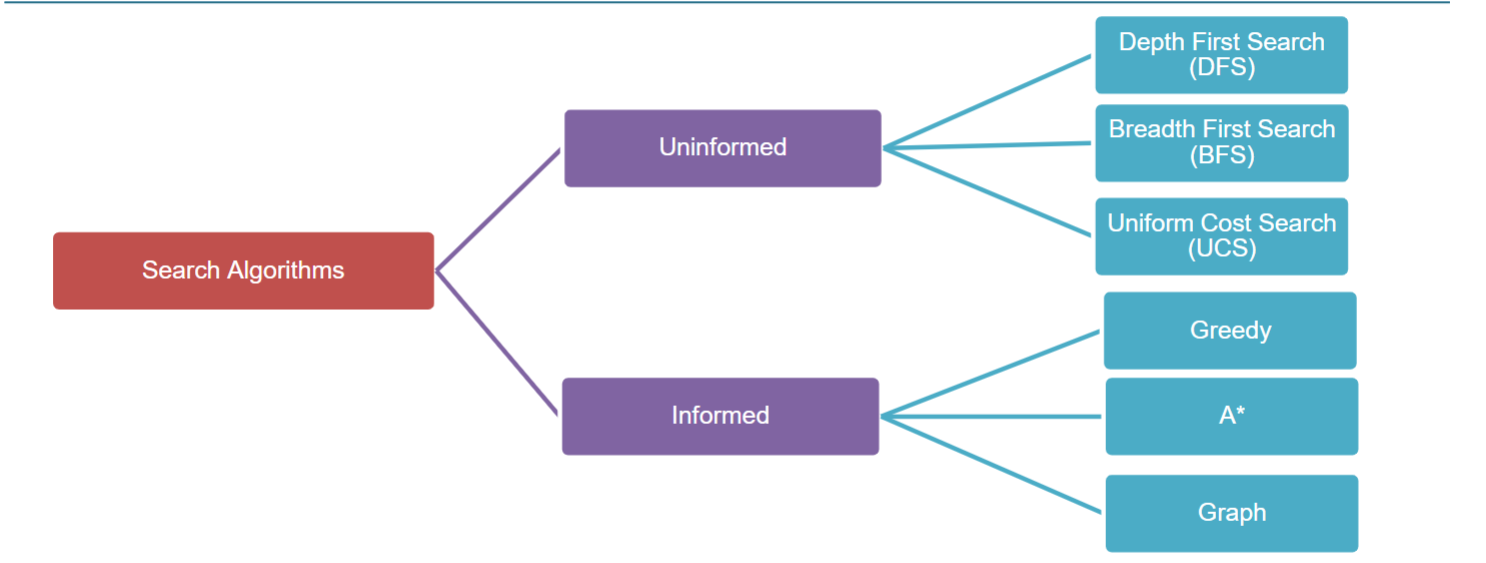 Search Algorithms
Uninformed
Informed
Depth First Search
(DFS)
Breadth First Search
(BFS)
Uniform Cost Search
(UCS)
Greedy
A*
Graph